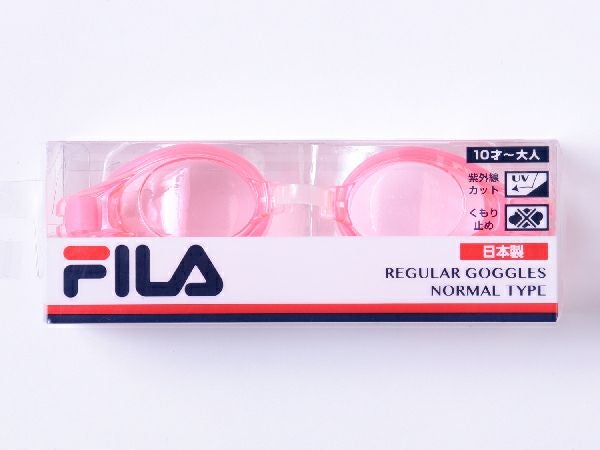 10才～大人
紫外線
カット
UV
くもり
止め
FILA
日本製
REGULAR GOGGLES
NORMAL TYPE